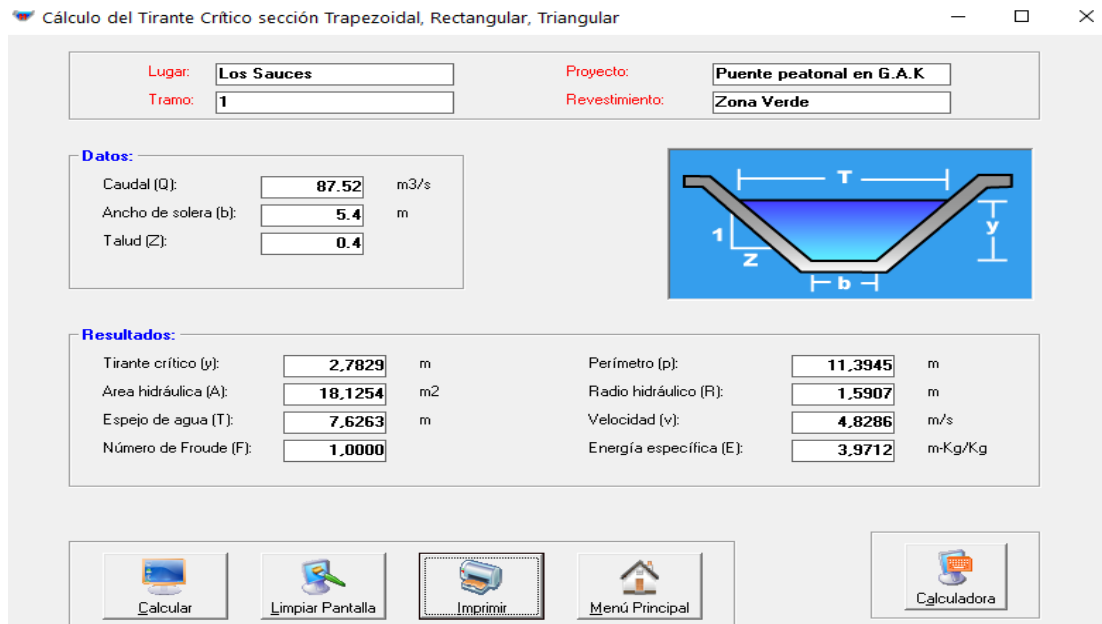 Cálculo del Tirante Crítico sección Trapezoidal, Rectangular, Triangular
Lugar: Los Sauces Proyecto: Puente peatonal en G.A.K
Tramo: 1 Revestimiento: Zona Verde
Datos:
Caudal (Q): 87.52 m3/s
Ancho de solera (b): 5.4 m
Talud (Z): 0.4
T
1
Z
y
b
Resultados:
Tirante crítico (y): 2,7829 m Perímetro (p): 11,3945 m
Area hidráulica (A): 18,1254 m2 Radio hidráulico (R): 1,5907 m
Espejo de agua (T): 7,6263 m Velocidad (v): 4,8286 m/s
Número de Froude (F): 1,0000 Energía específica (E): 3,9712 m-Kg/Kg
Calcular Limpiar Pantalla Imprimir Menú Principal Calculadora